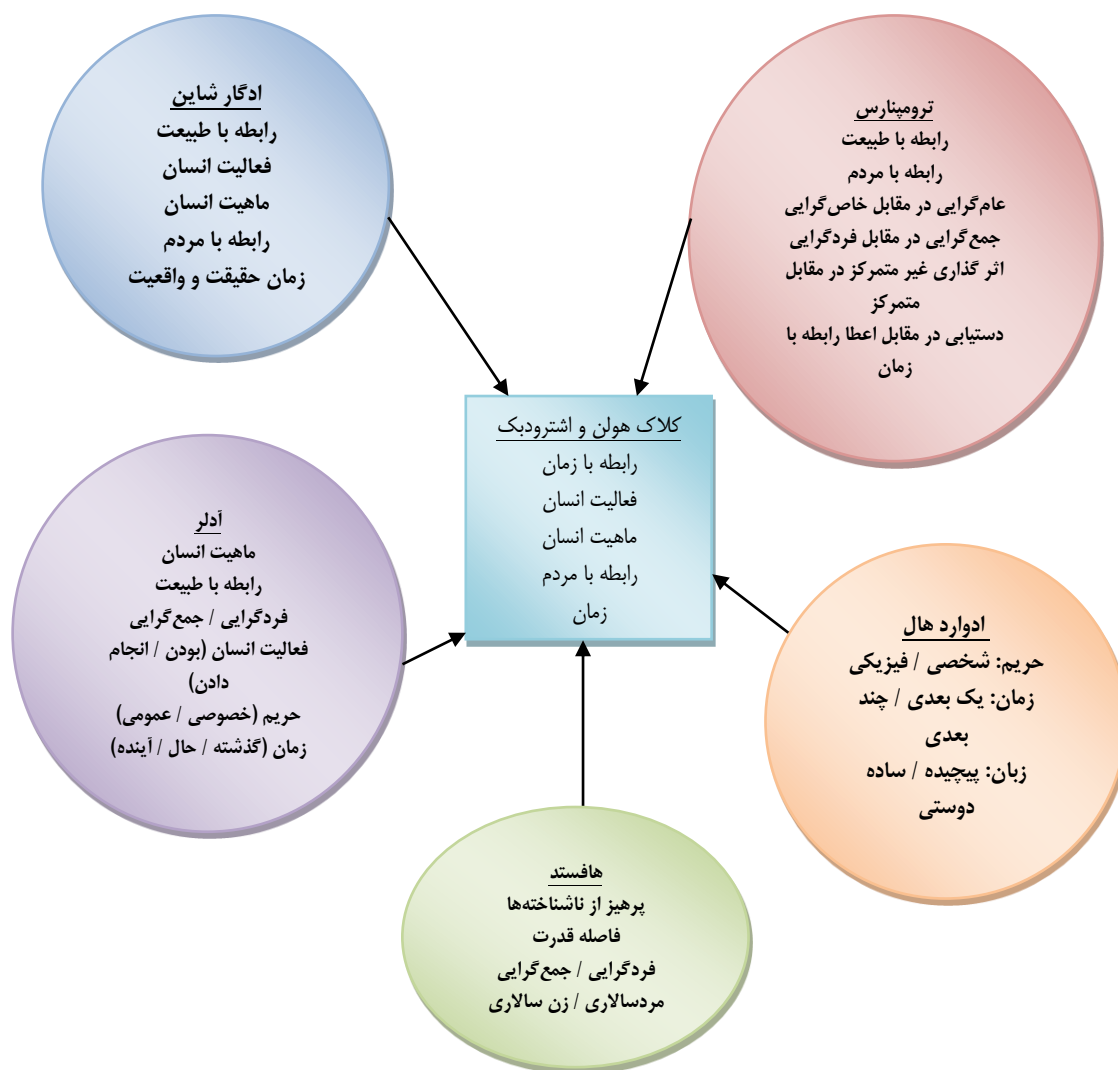 ادگار شاین
رابطه با طبیعت
فعالیت انسان
ماهیت انسان
رابطه با مردم
زمان حقیقت و واقعیت
ترومپنارس
رابطه با طبیعت
رابطه با مردم
عام‌گرایی در مقابل خاص‌گرایی
جمع‌گرایی در مقابل فردگرایی
اثر گذاری غیر متمرکز در مقابل
متمرکز
دستیابی در مقابل اعطا رابطه با
زمان
کلاک هولن و اشترودبک
رابطه با زمان
فعالیت انسان
ماهیت انسان
رابطه با مردم
زمان
آدلر
ماهیت انسان
رابطه با طبیعت
فردگرایی / جمع‌گرایی
فعالیت انسان (بودن / انجام
دادن)
حریم (خصوصی / عمومی)
زمان (گذشته / حال / آینده)
ادوارد هال
حریم: شخصی / فیزیکی
زمان: یک بعدی / چند
بعدی
زبان: پیچیده / ساده
دوستی
هافستد
پرهیز از ناشناخته‌ها
فاصله قدرت
فردگرایی / جمع‌گرایی
مردسالاری / زن سالاری